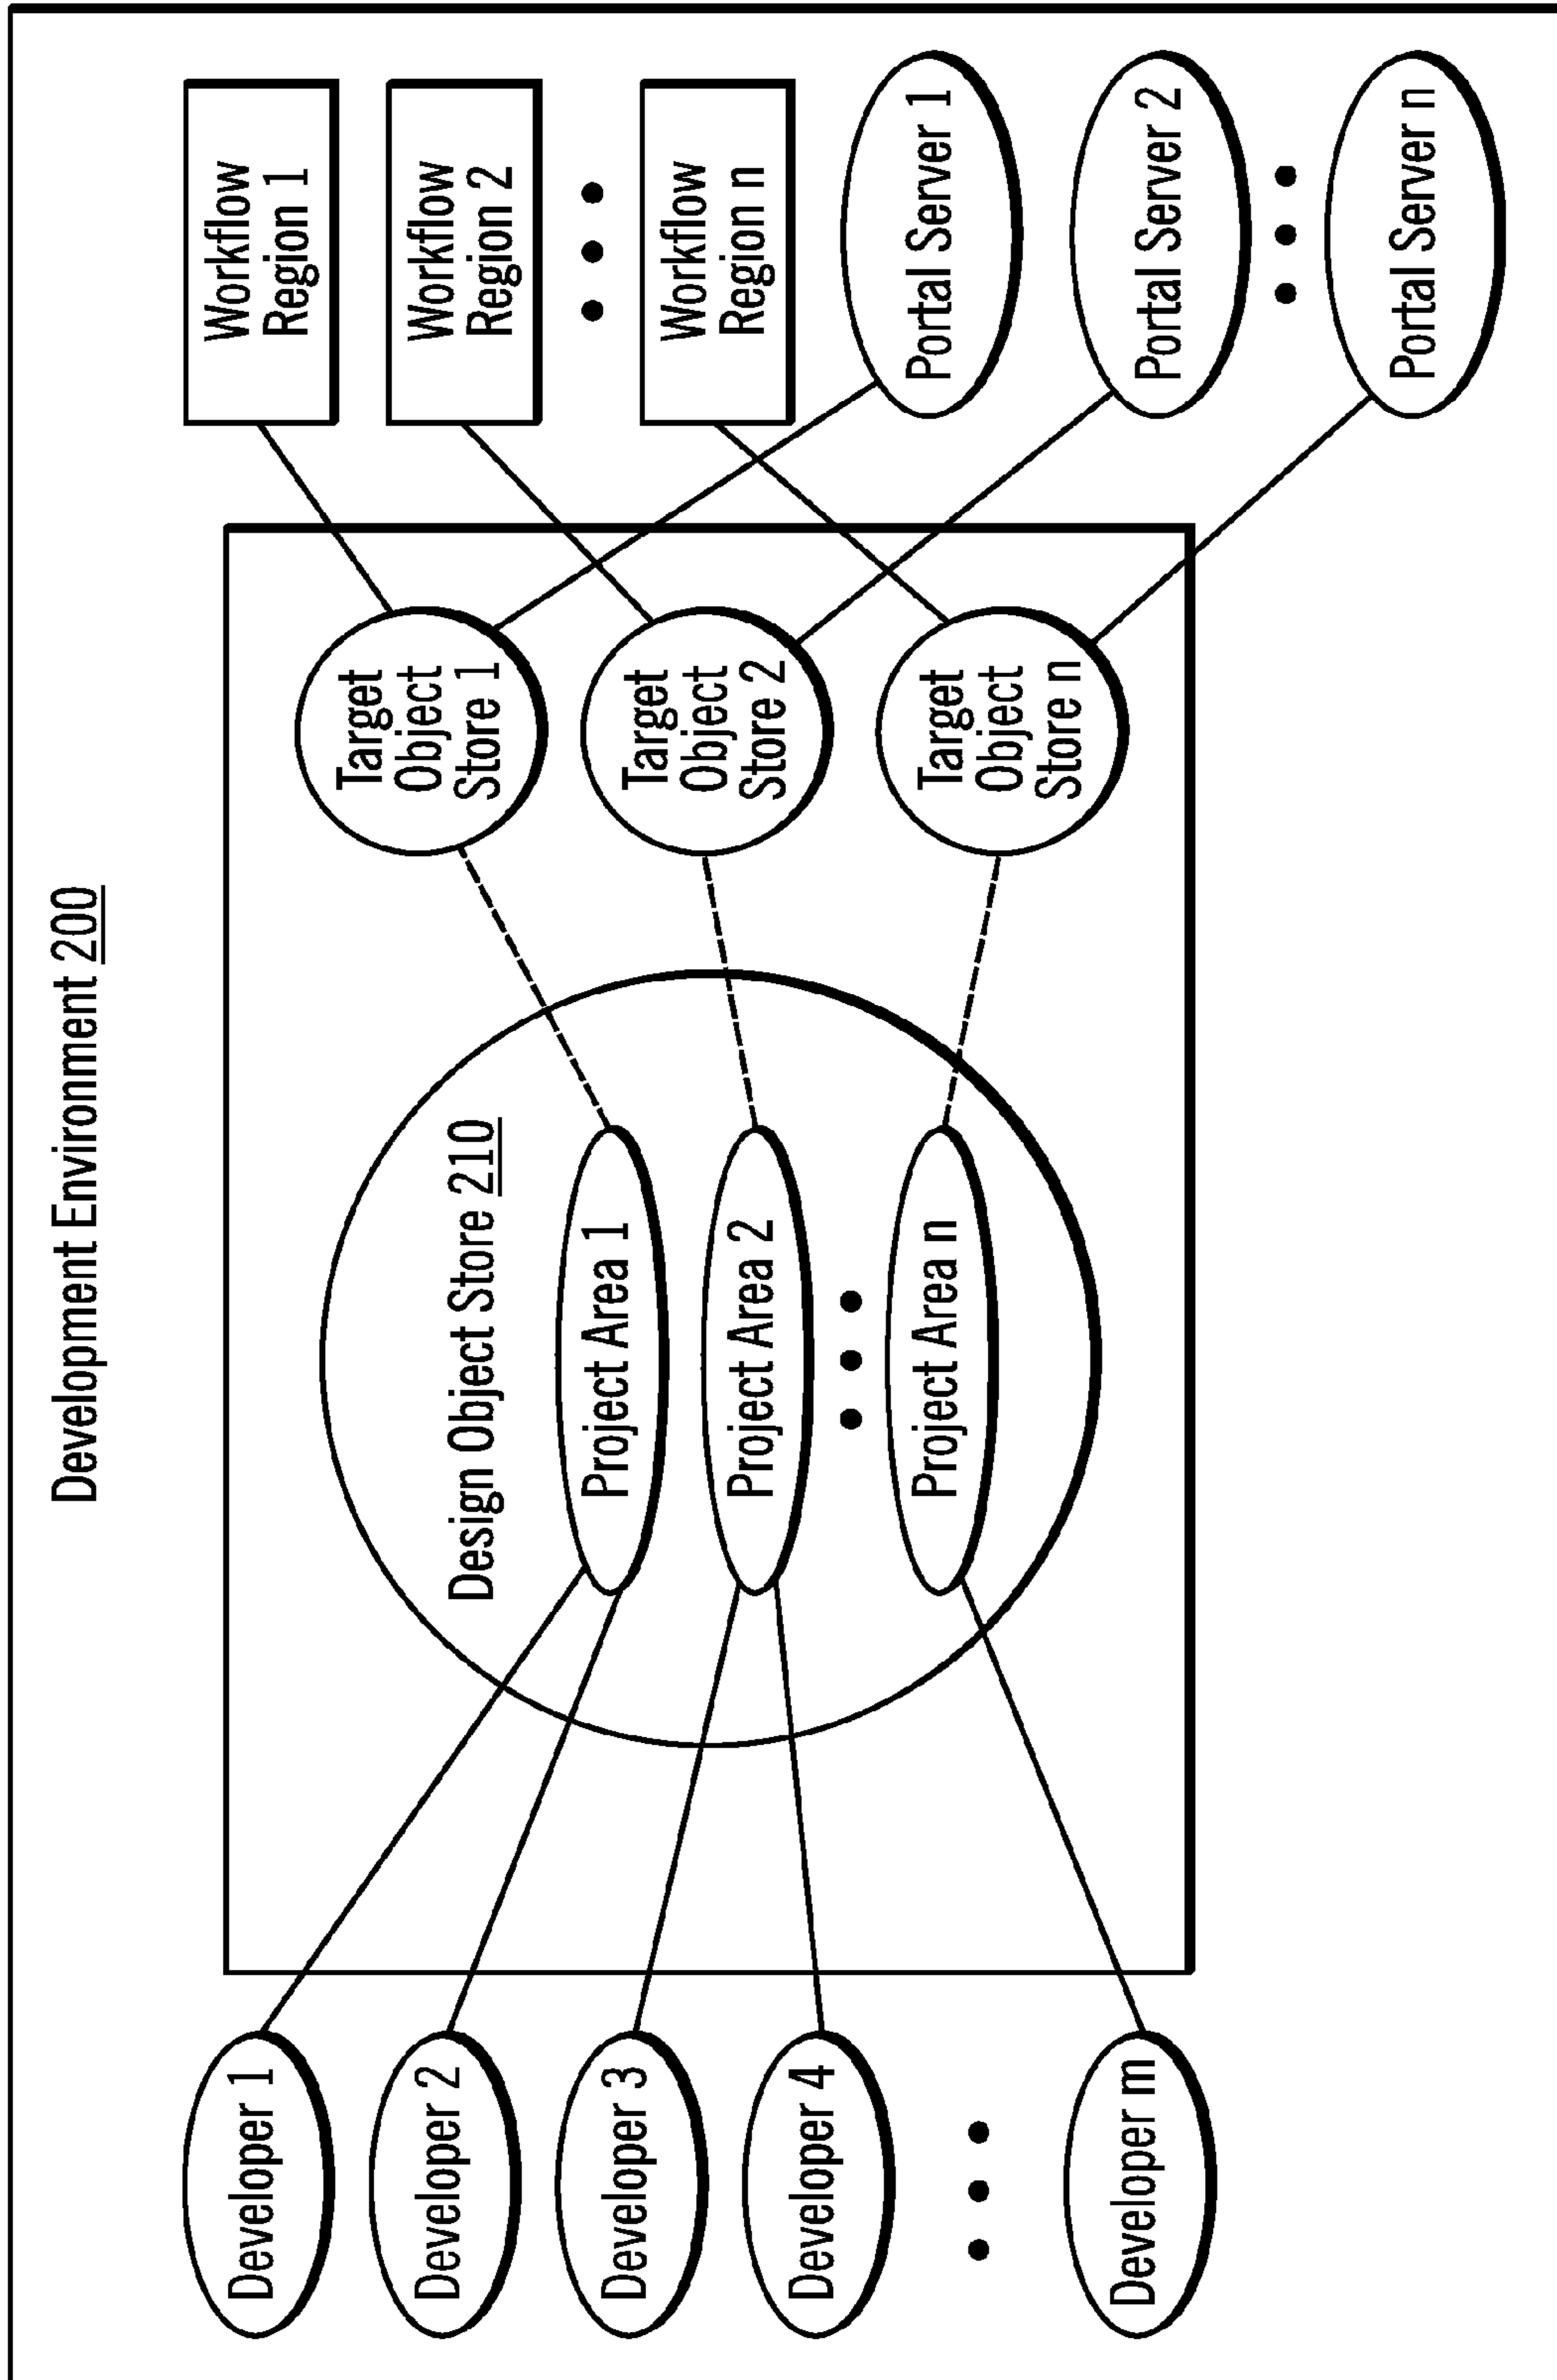 Development Environment 200
Developer 1
Developer 2
Developer 3
Developer 4
Developer m
Design Object Store 210
Project Area 1
Project Area 2
Project Area n
Target
Object
Store 1
Target
Object
Store 2
Target
Object
Store n
Workflow
Region 1
Workflow
Region 2
Workflow
Region n
Portal Server 1
Portal Server 2
Portal Server n